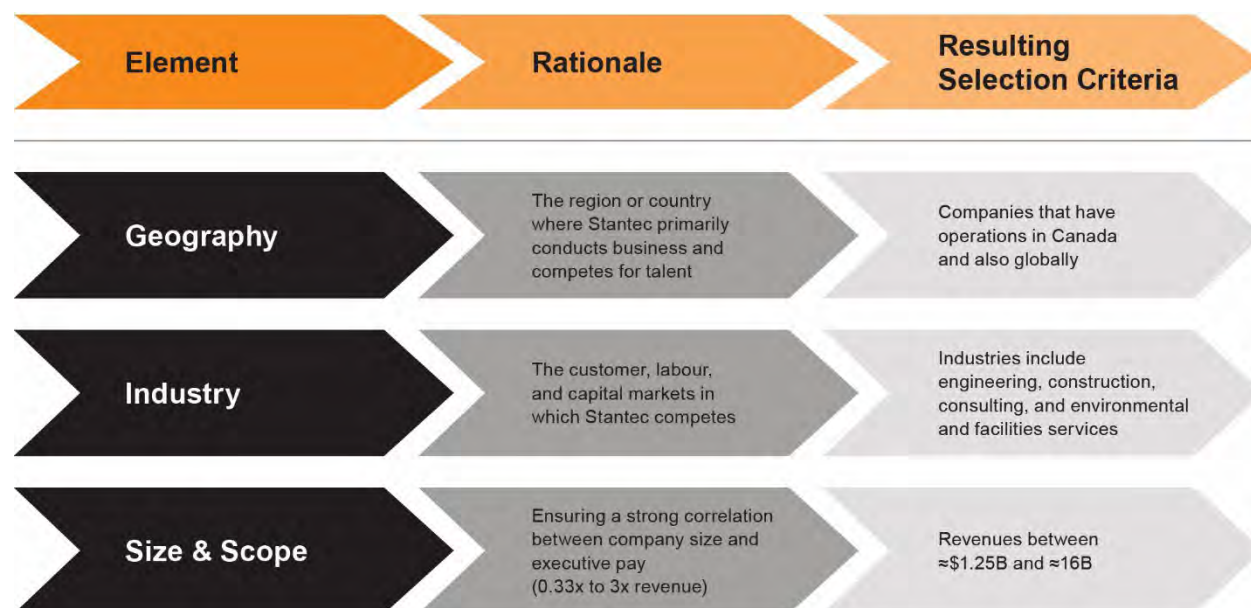 Element
Rationale
Resulting
Selection Criteria
Geography
The region or country
where Stantec primarily
conducts business and
competes for talent
Companies that have
operations in Canada
and also globally
Industry
The customer, labour,
and capital markets in
which Stantec competes
Industries include
engineering, construction,
consulting, and environmental
and facilities services
Size & Scope
Ensuring a strong correlation
between company size and
executive pay
(0.33x to 3x revenue)
Revenues between
≈$1.25B and ≈16B